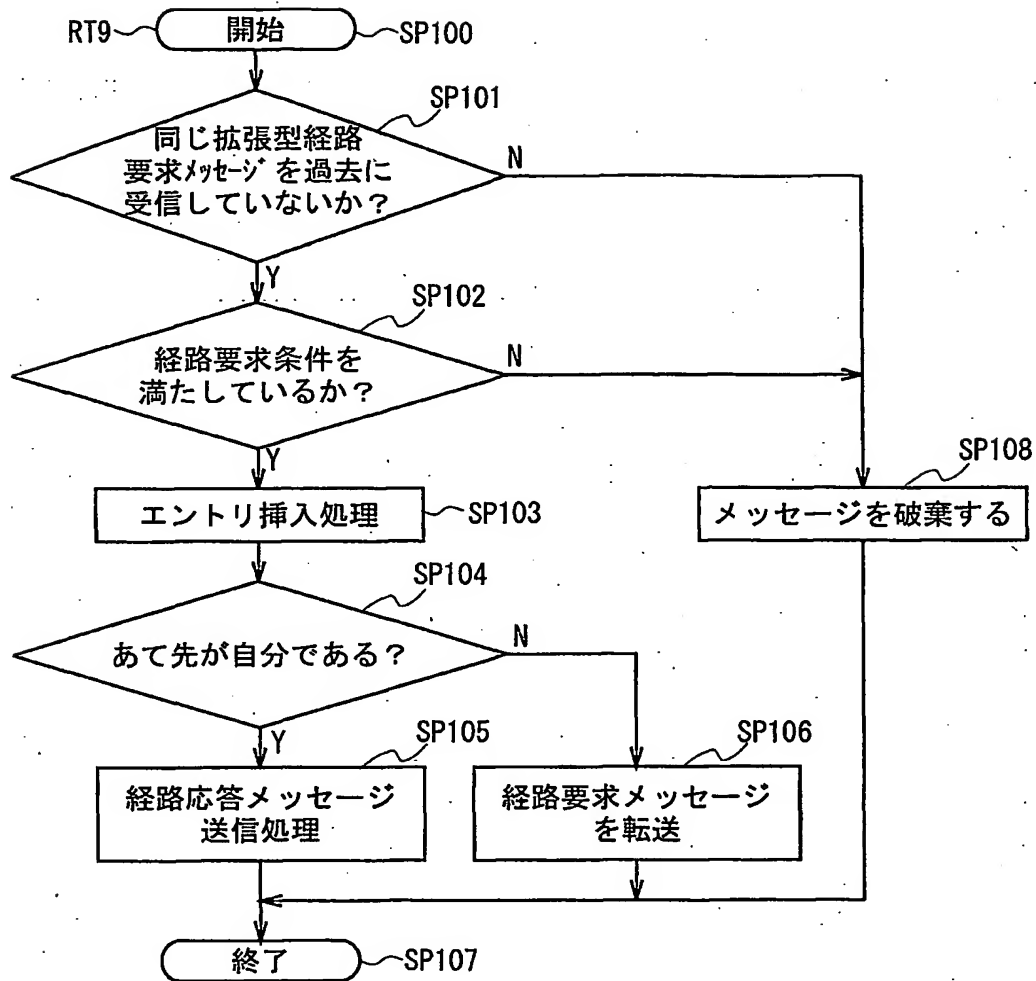 RT9
開始
SP100
SP101
同じ拡張型経路
要求メッセージを過去に
受信していないか?
N
Y
SP102
経路要求条件を
満たしているか?
N
Y
SP108
エントリ挿入処理
SP103
メッセージを破棄する
SP104
あて先が自分である?
N
Y
SP105
SP106
経路応答メッセージ
送信処理
経路要求メッセージ
を転送
終了
SP107